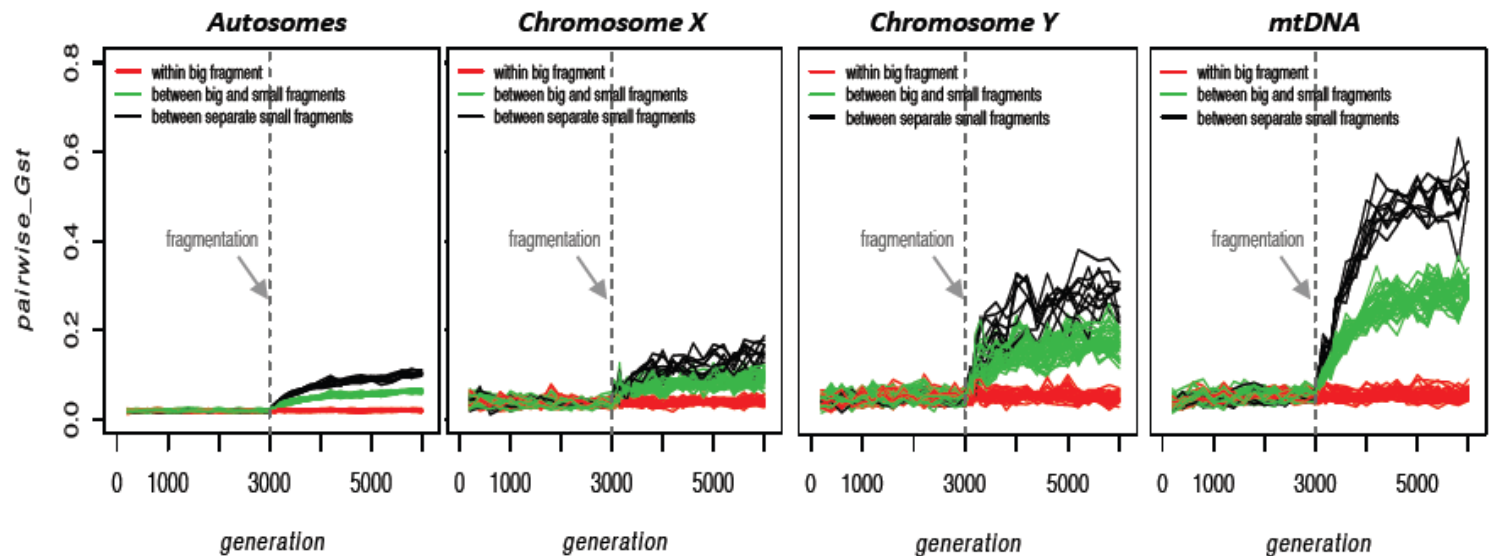 Autosomes
Chromosome X
Chromosome Y
mtDNA
pairwise_Gst
0.8
0.6
0.4
0.2
0.0
within big fragment
between big and small fragments
between separate small fragments
fragmentation
0 1000 3000 5000
generation
within big fragment
between big and small fragments
between separate small fragments
fragmentation
0 1000 3000 5000
generation
within big fragment
between big and small fragments
between separate small fragments
fragmentation
0 1000 3000 5000
generation
within big fragment
between big and small fragments
between separate small fragments
fragmentation
0 1000 3000 5000
generation